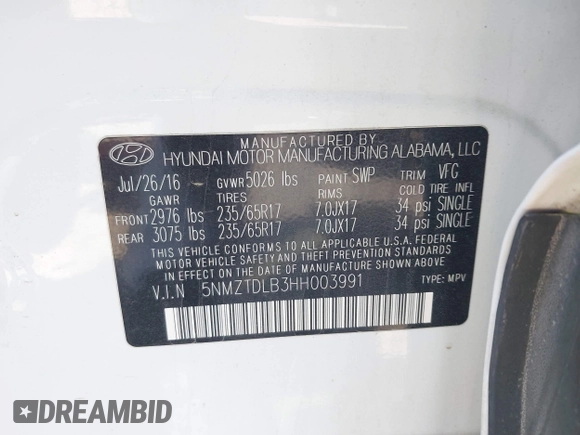 MANUFACTURED BY
HYUNDAI MOTOR MANUFACTURING ALABAMA, LLC
Jul/26/16 GVWR 5026 lbs PAINT SWP TRIM VFC
GAWR TIRES RIMS COLD TIRE INFL
FRONT 2976 lbs 235/65R17 7.0JX17 34 psi SINGLE
REAR 3075 lbs 235/65R17 7.0JX17 34 psi SINGLE
THIS VEHICLE CONFORMS TO ALL APPLICABLE U.S.A. FEDERAL
MOTOR VEHICLE SAFETY AND THEFT PREVENTION STANDARDS
IN EFFECT ON THE DATE OF MANUFACTURE SHOWN ABOVE.
V.I.N 5NMZTDLB3HH003991 TYPE: MPV
DREAMBID